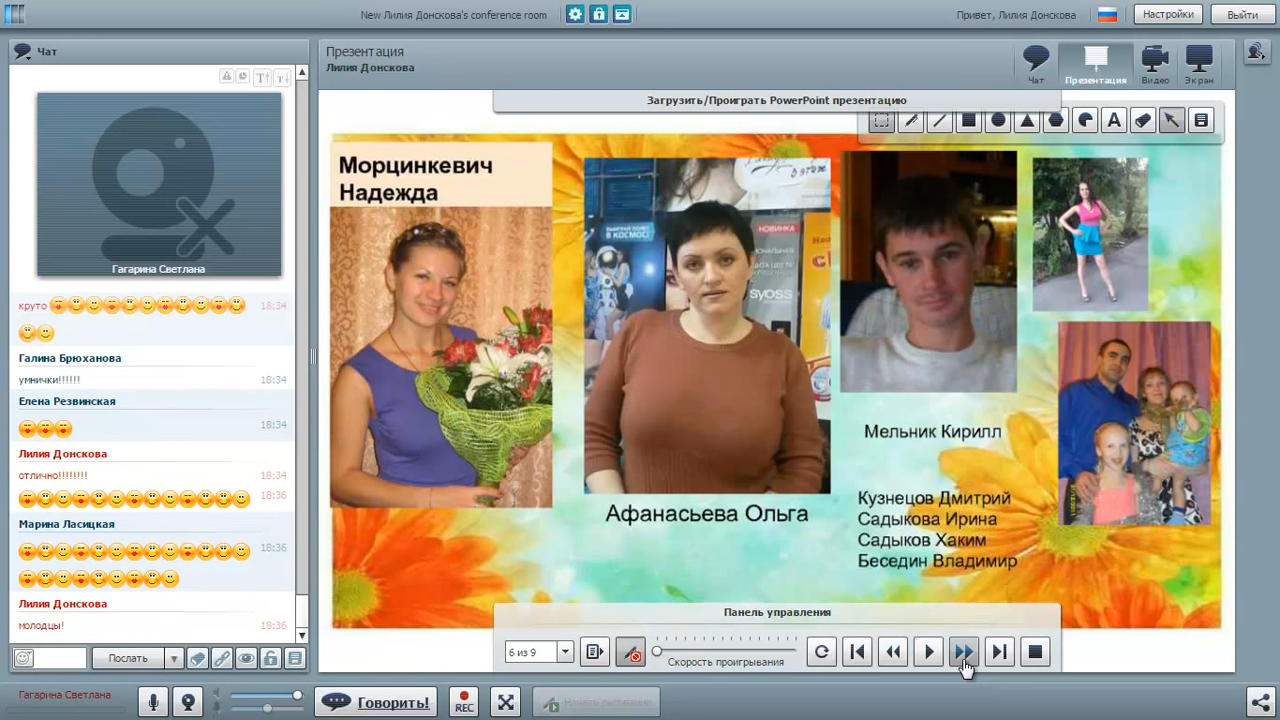 New Лилия Донскова's conference room
Привет, Лилия Донскова
Настройки
Выйти
Чат
Гагарина Светлана
круто
18:34
Галина Брюханова
умнички!!!!!!
18:34
Елена Резвинская
18:34
Лилия Донскова
отлично!!!!!!!!
18:34
18:36
Марина Ласицкая
18:36
Лилия Донскова
молодцы!
18:36
Послать
Презентация
Лилия Донскова
Чат
Презентация
Видео
Экран
Загрузить/Проиграть PowerPoint презентацию
Морцинкевич
Надежда
НОВИНКА
syoss
Афанасьева Ольга
Мельник Кирилл
Кузнецов Дмитрий
Садыкова Ирина
Садыков Хаким
Беседин Владимир
Панель управления
6 из 9
Скорость проигрывания
Гагарина Светлана
Говорить!
REC